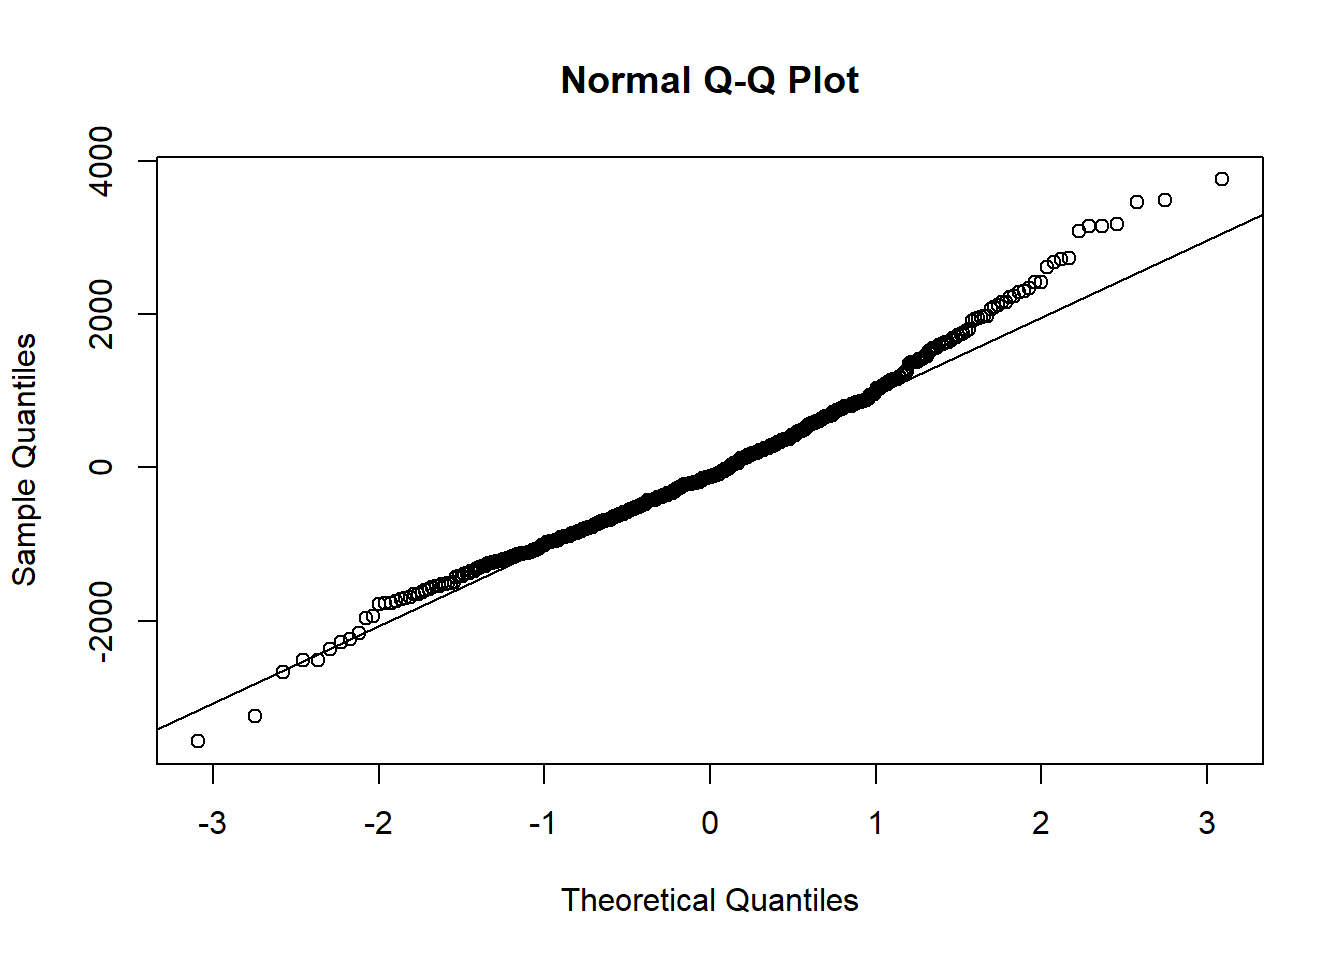 Normal Q-Q Plot
4000
2000
0
-2000
Sample Quantiles
-3 -2 -1 0 1 2 3
Theoretical Quantiles